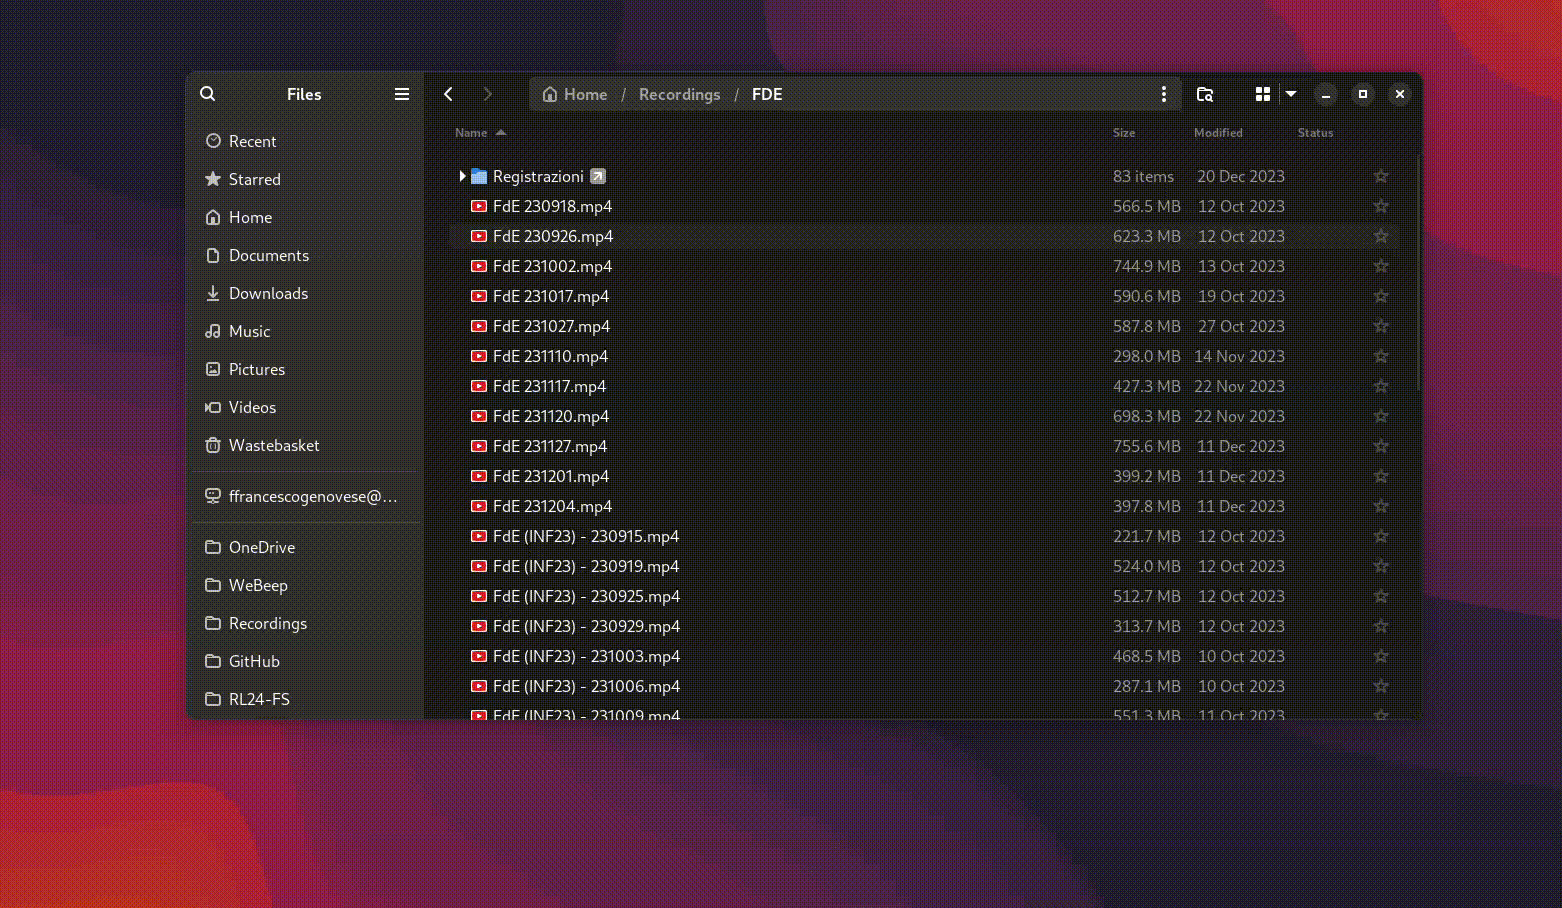 Files
Home / Recordings / FDE
Recent
Starred
Home
Documents
Downloads
Music
Pictures
Videos
Wastebasket
ffrancescogenovese@...
OneDrive
WeBeep
Recordings
GitHub
RL24-FS
Name Size Modified Status
Registrazioni 83 items 20 Dec 2023
FdE 230918.mp4 566.5 MB 12 Oct 2023
FdE 230926.mp4 623.3 MB 12 Oct 2023
FdE 231002.mp4 744.9 MB 13 Oct 2023
FdE 231017.mp4 590.6 MB 19 Oct 2023
FdE 231027.mp4 587.8 MB 27 Oct 2023
FdE 231110.mp4 298.0 MB 14 Nov 2023
FdE 231117.mp4 427.3 MB 22 Nov 2023
FdE 231120.mp4 698.3 MB 22 Nov 2023
FdE 231127.mp4 755.6 MB 11 Dec 2023
FdE 231201.mp4 399.2 MB 11 Dec 2023
FdE 231204.mp4 397.8 MB 11 Dec 2023
FdE (INF23) - 230915.mp4 221.7 MB 12 Oct 2023
FdE (INF23) - 230919.mp4 524.0 MB 12 Oct 2023
FdE (INF23) - 230925.mp4 512.7 MB 12 Oct 2023
FdE (INF23) - 230929.mp4 313.7 MB 12 Oct 2023
FdE (INF23) - 231003.mp4 468.5 MB 10 Oct 2023
FdE (INF23) - 231006.mp4 287.1 MB 10 Oct 2023
FdE (INF23) - 231009.mp4 551.3 MB 11 Oct 2023